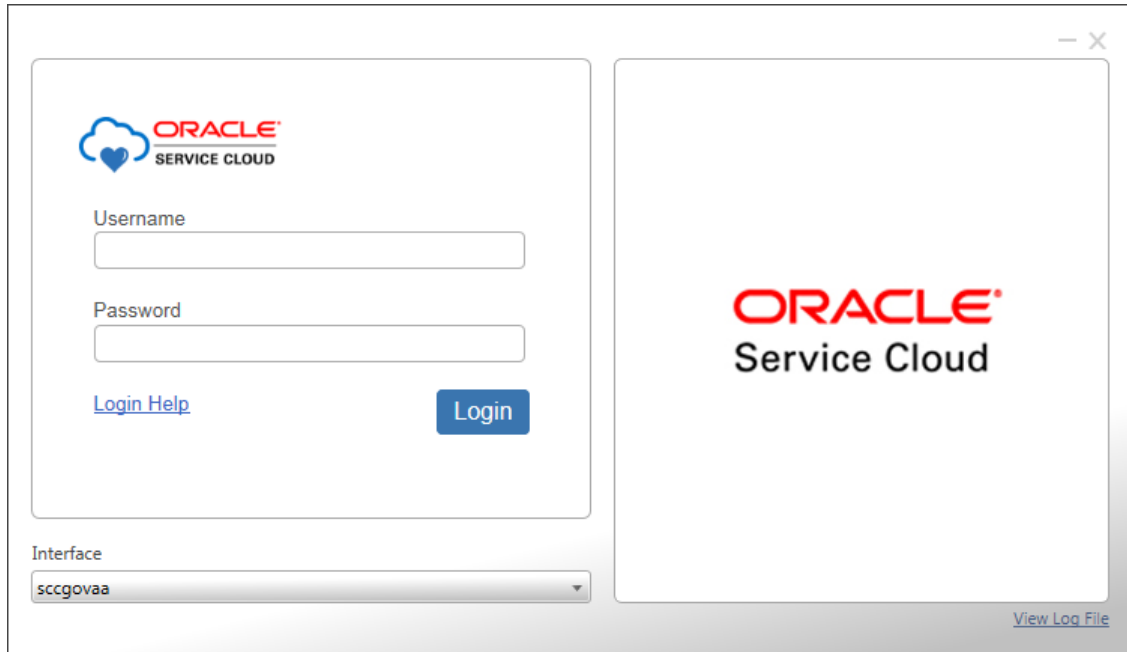 ORACLE
SERVICE CLOUD
Username
Password
Login Help
Login
Interface
sccgovaa
ORACLE
Service Cloud
View Log File